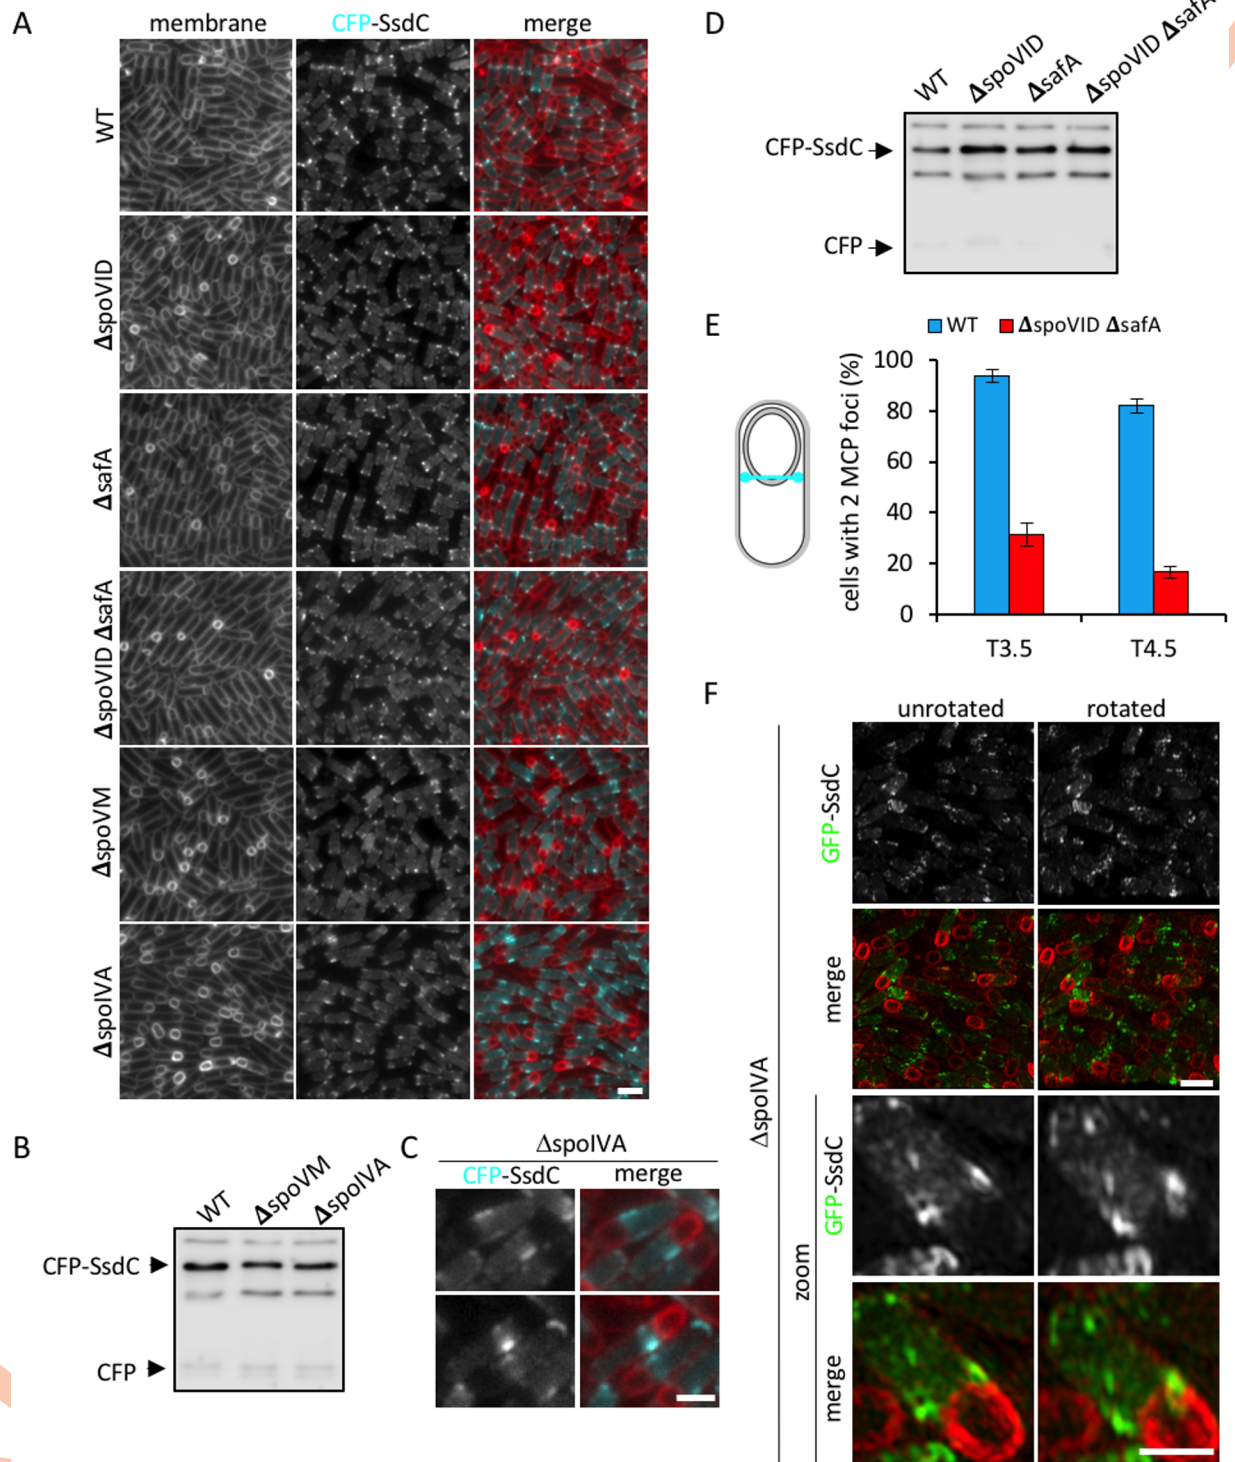 A
membrane
CFP-SsdC
merge
WT
ΔspoVID
ΔsafA
ΔspoVID ΔsafA
ΔspoVM
ΔspoIVA
B
WT
ΔspoVM
ΔspoIVA
CFP-SsdC
CFP
C
ΔspoIVA
CFP-SsdC
merge
D
WT
ΔspoVID
ΔsafA
ΔspoVID ΔsafA
CFP-SsdC
CFP
E
WT
ΔspoVID ΔsafA
cells with 2 MCP foci (%)
100
80
60
40
20
0
T3.5
T4.5
F
unrotated
rotated
ΔspoIVA
GFP-SsdC
merge
zoom
GFP-SsdC
merge